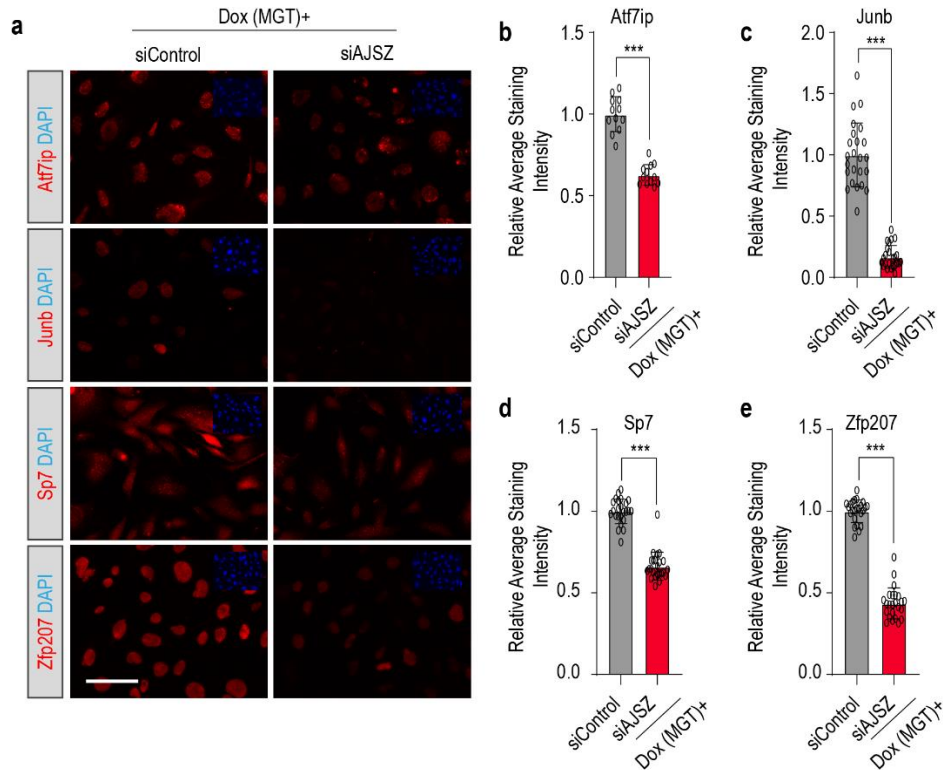 a
Dox (MGT)+
siControl
siAJSZ
Atf7ip DAPI
Junb DAPI
Sp7 DAPI
Zfp207 DAPI
b
Atf7ip
Relative Average Staining
Intensity
1.5
1.0
0.5
0.0
***
siControl
siAJSZ
Dox (MGT)+
c
Junb
Relative Average Staining
Intensity
2.0
1.5
1.0
0.5
0.0
***
siControl
siAJSZ
Dox (MGT)+
d
Sp7
Relative Average Staining
Intensity
1.5
1.0
0.5
0.0
***
siControl
siAJSZ
Dox (MGT)+
e
Zfp207
Relative Average Staining
Intensity
1.5
1.0
0.5
0.0
***
siControl
siAJSZ
Dox (MGT)+